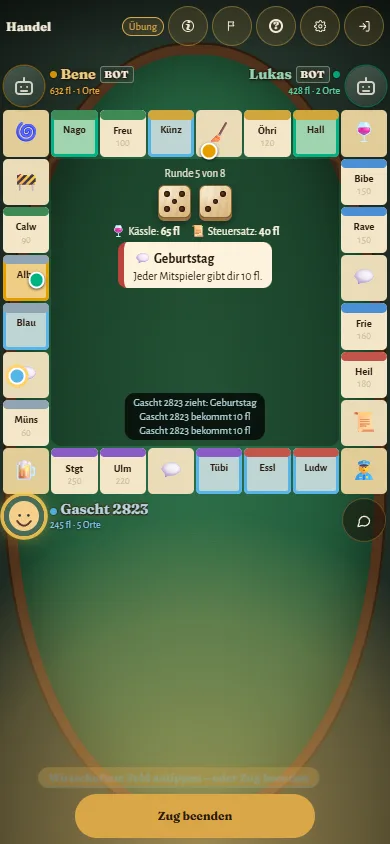 Handel
Übung
Bene BOT
632 fl · 1 Orte
Lukas BOT
428 fl · 2 Orte
Nago
Freu
100
Künz
Öhri
120
Hall
Bibe
150
Calw
90
Rave
150
Alb
Blau
Frie
160
Heil
180
Müns
60
Runde 5 von 8
Kässle: 65 fl Steuersatz: 40 fl
Geburtstag
Jeder Mitspieler gibt dir 10 fl.
Gascht 2823 zieht: Geburtstag
Gascht 2823 bekommt 10 fl
Gascht 2823 bekommt 10 fl
Stgt
250
Ulm
220
Tübi
Essl
Ludw
Gascht 2823
245 fl · 5 Orte
Zug beenden